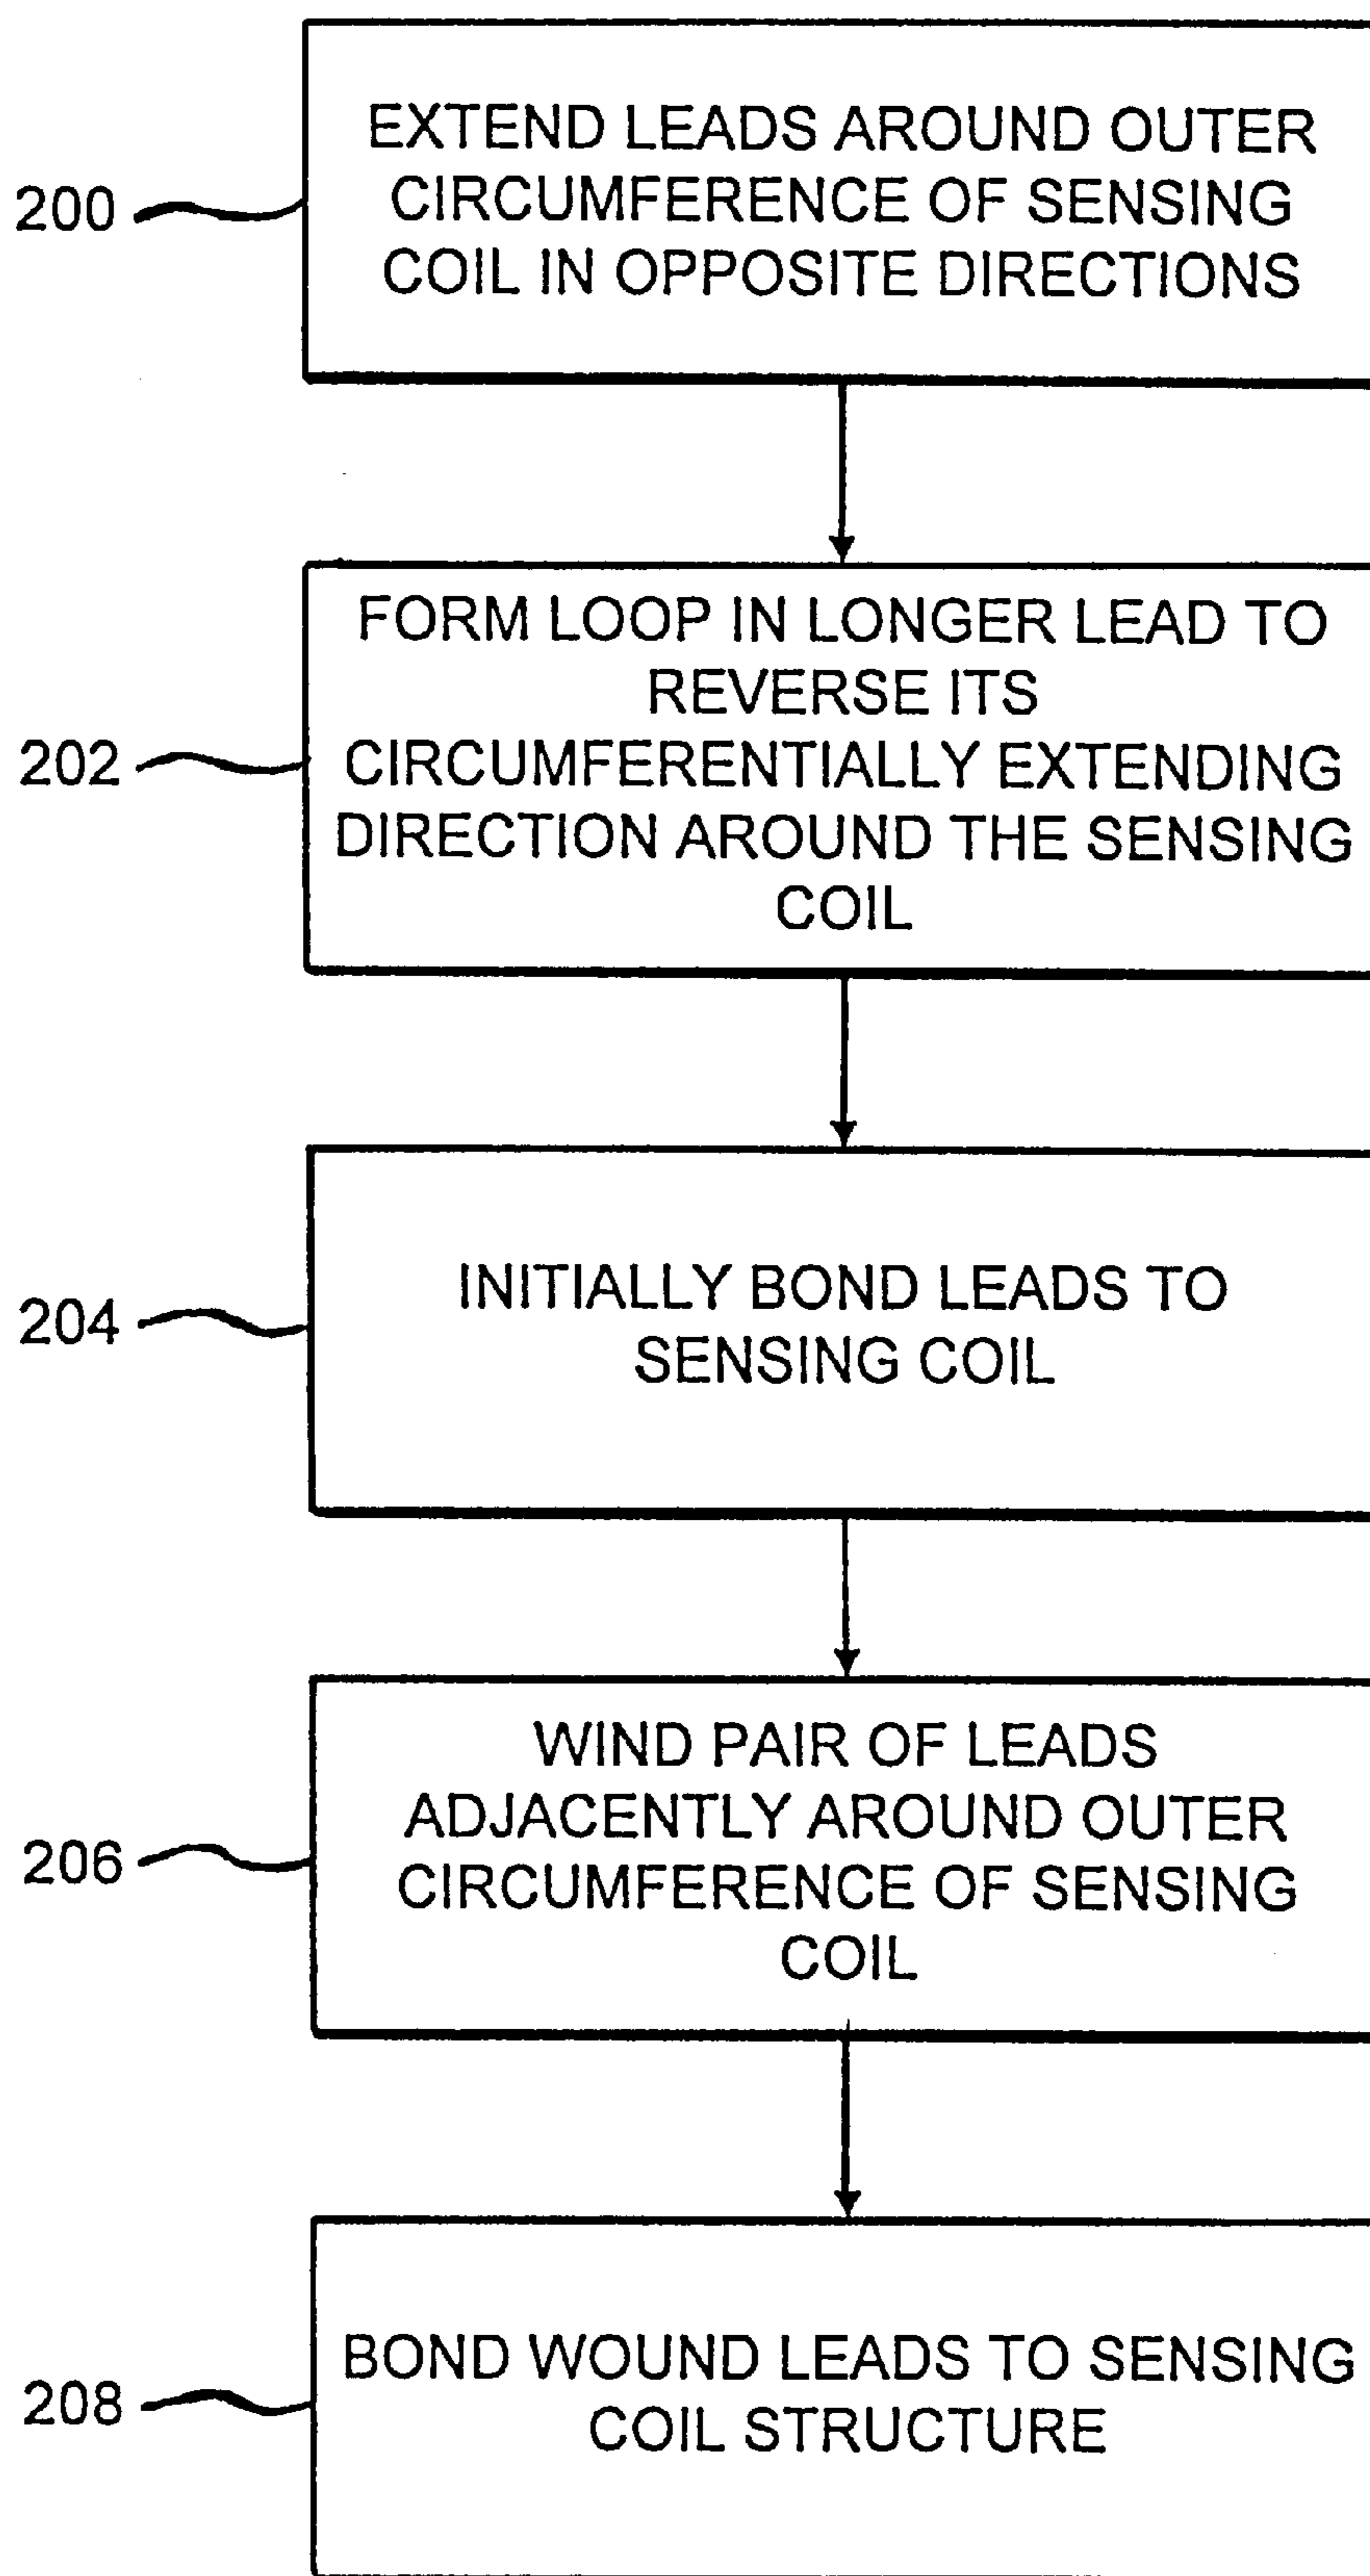 200
EXTEND LEADS AROUND OUTER
CIRCUMFERENCE OF SENSING
COIL IN OPPOSITE DIRECTIONS
202
FORM LOOP IN LONGER LEAD TO
REVERSE ITS
CIRCUMFERENTIALLY EXTENDING
DIRECTION AROUND THE SENSING
COIL
204
INITIALLY BOND LEADS TO
SENSING COIL
206
WIND PAIR OF LEADS
ADJACENTLY AROUND OUTER
CIRCUMFERENCE OF SENSING
COIL
208
BOND WOUND LEADS TO SENSING
COIL STRUCTURE